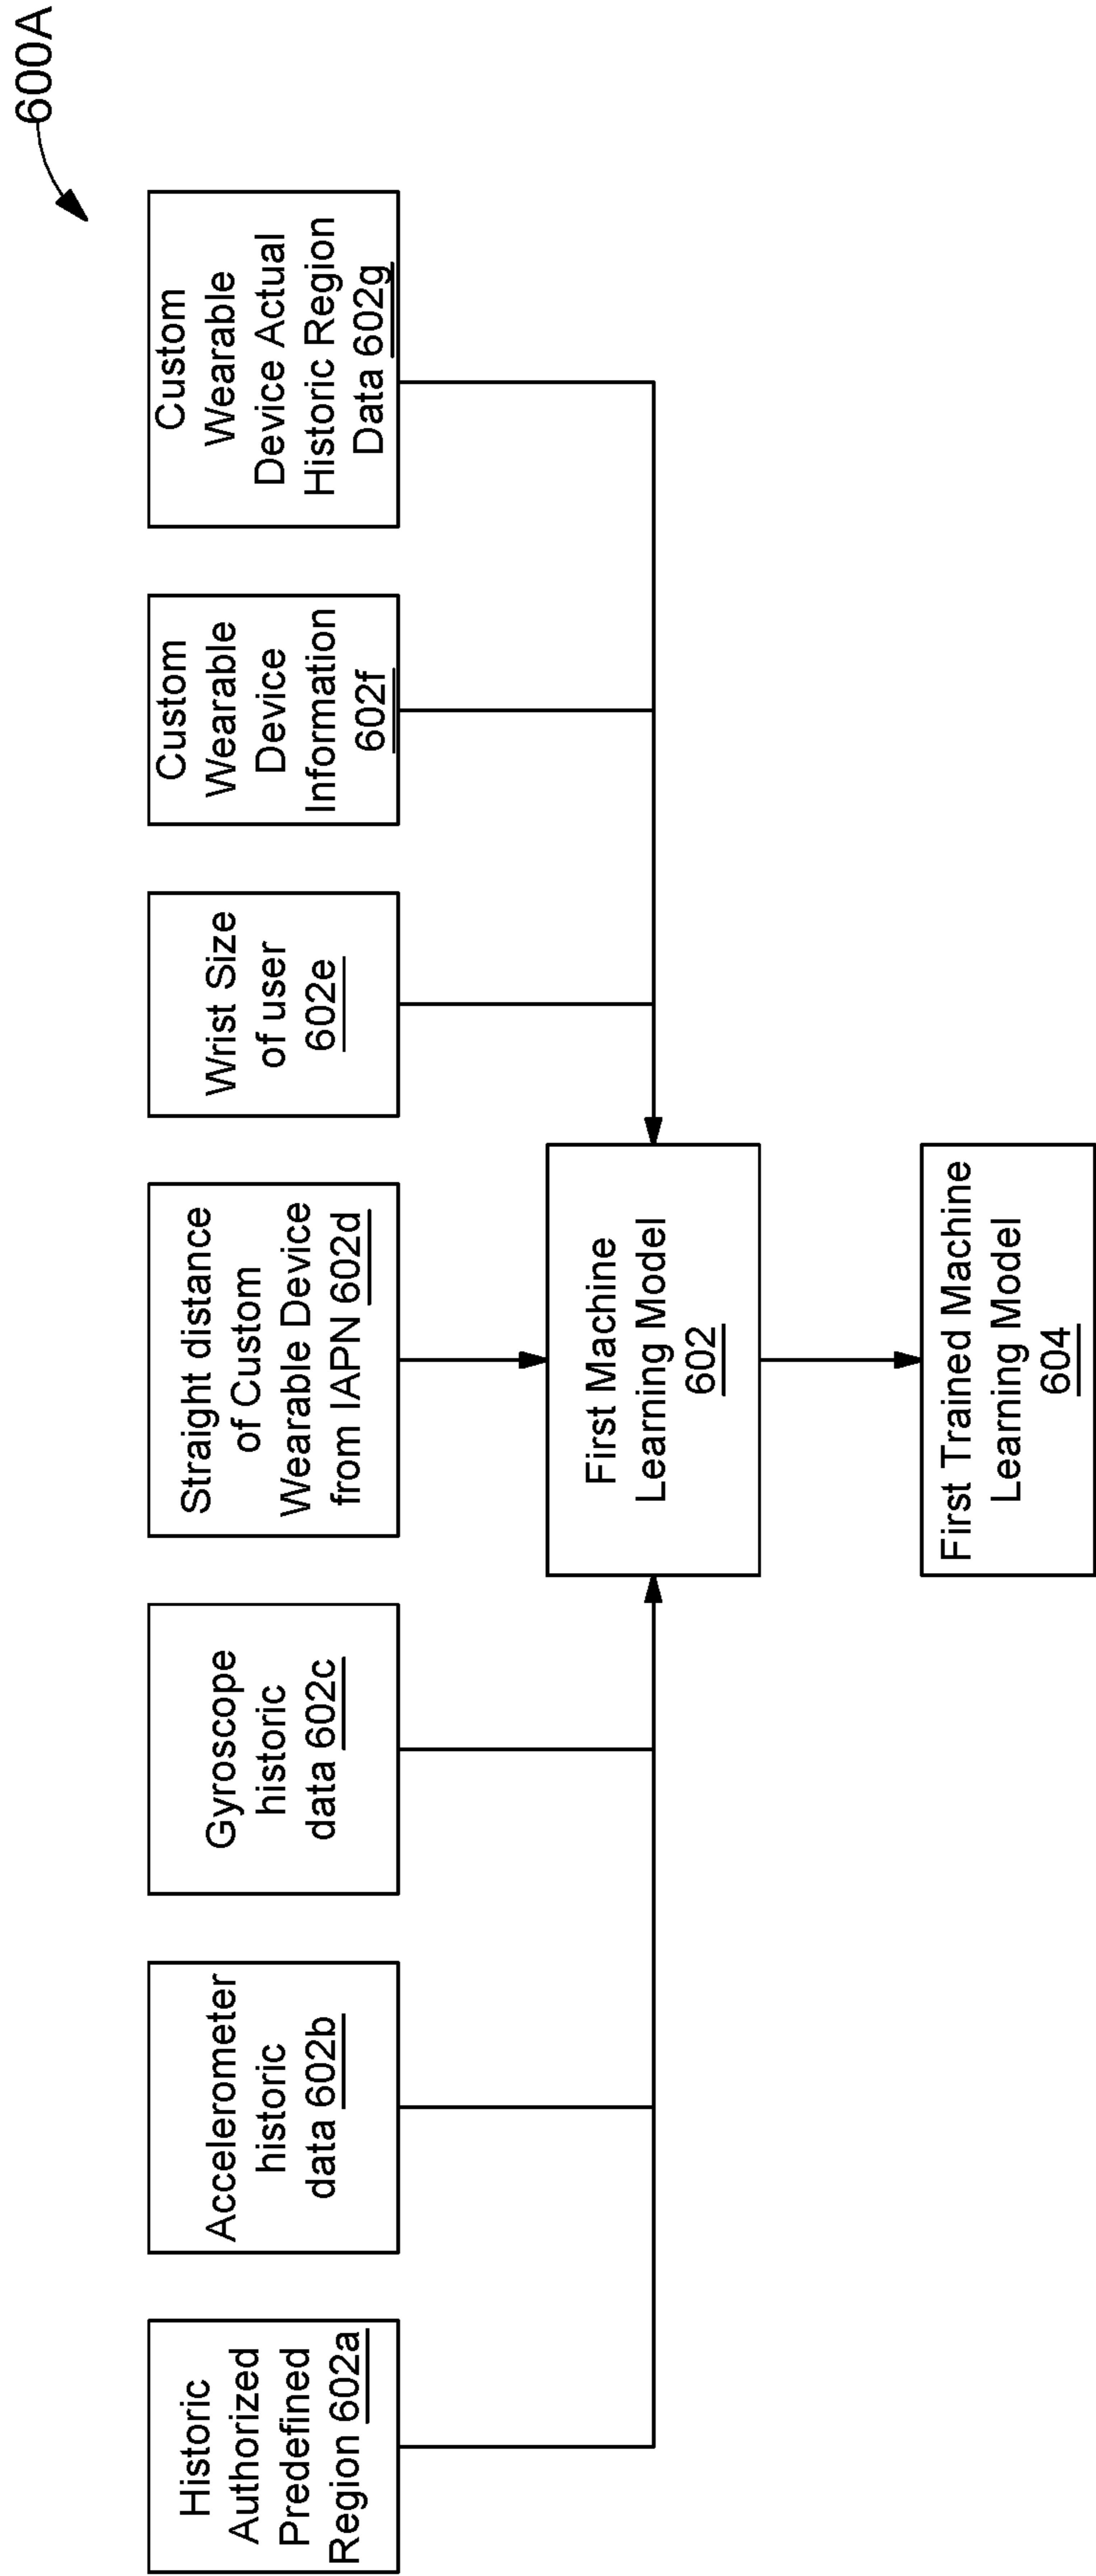 600A
Historic
Authorized
Predefined
Region 602a
Accelerometer
historic
data 602b
Gyroscope
historic
data 602c
Straight distance
of Custom
Wearable Device
from IAPN 602d
Wrist Size
of user
602e
Custom
Wearable
Device
Information
602f
Custom
Wearable
Device Actual
Historic Region
Data 602g
First Machine
Learning Model
602
First Trained Machine
Learning Model
604